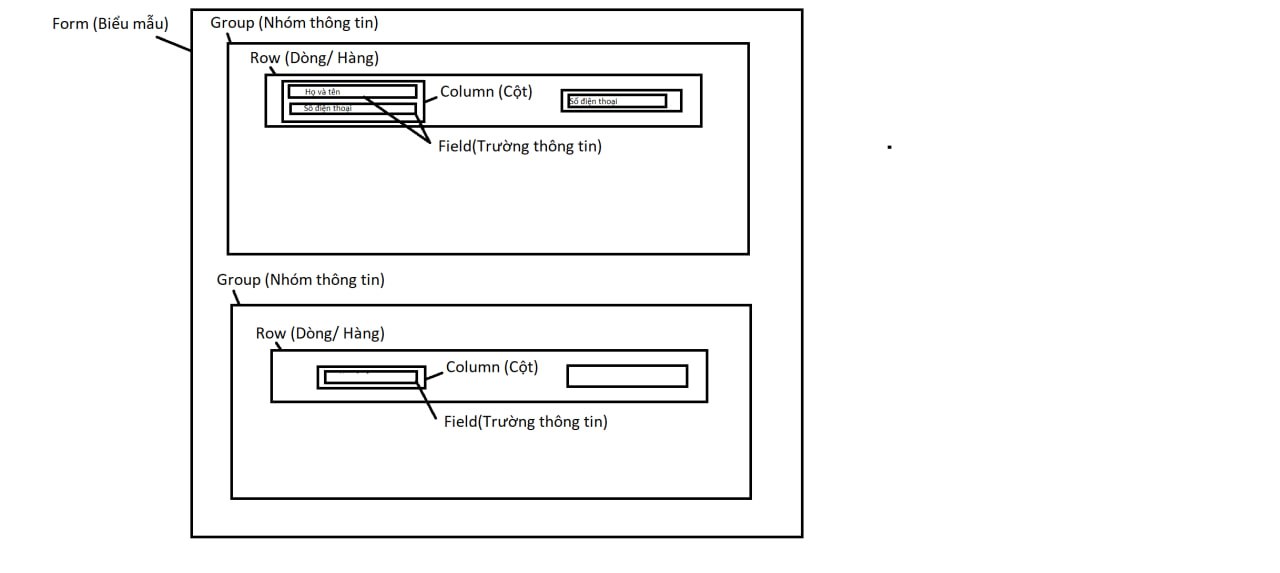 Form (Biểu mẫu)
Group (Nhóm thông tin)
Row (Dòng/ Hàng)
Họ và tên
Số điện thoại
Column (Cột)
Số điện thoại
Field(Trường thông tin)
Group (Nhóm thông tin)
Row (Dòng/ Hàng)
Column (Cột)
Field(Trường thông tin)